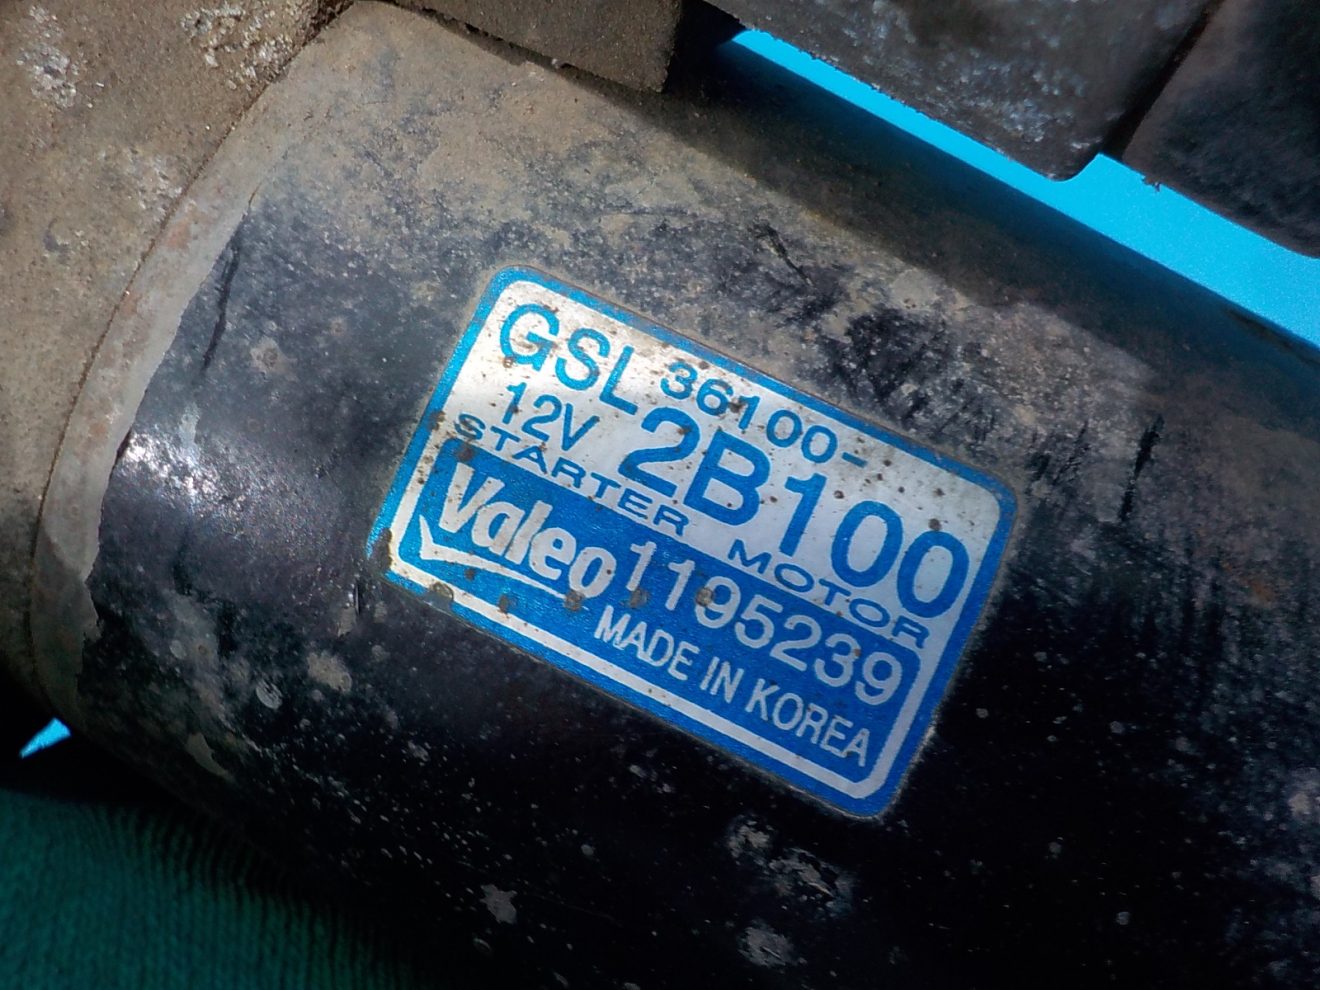 GSL 36100-
12V 2B100
STARTER MOTOR
Valeo 1195239
MADE IN KOREA